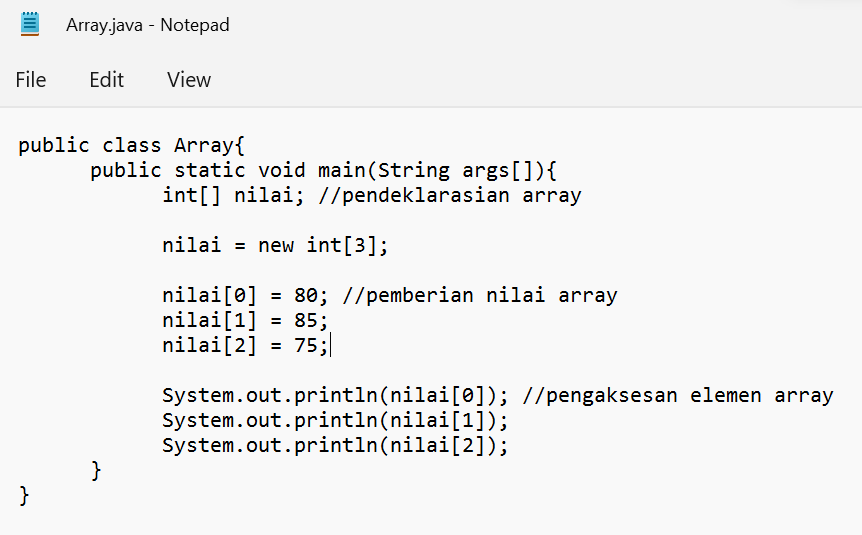 Array.java - Notepad
File Edit View
public class Array{
public static void main(String args[]){
int[] nilai; //pendeklarasian array
nilai = new int[3];
nilai[0] = 80; //pemberian nilai array
nilai[1] = 85;
nilai[2] = 75;
System.out.println(nilai[0]); //pengaksesan elemen array
System.out.println(nilai[1]);
System.out.println(nilai[2]);
}
}